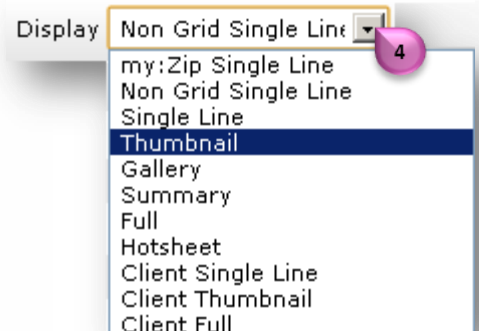 Display Non Grid Single Line
4
my:Zip Single Line
Non Grid Single Line
Single Line
Thumbnail
Gallery
Summary
Full
Hotsheet
Client Single Line
Client Thumbnail
Client Full